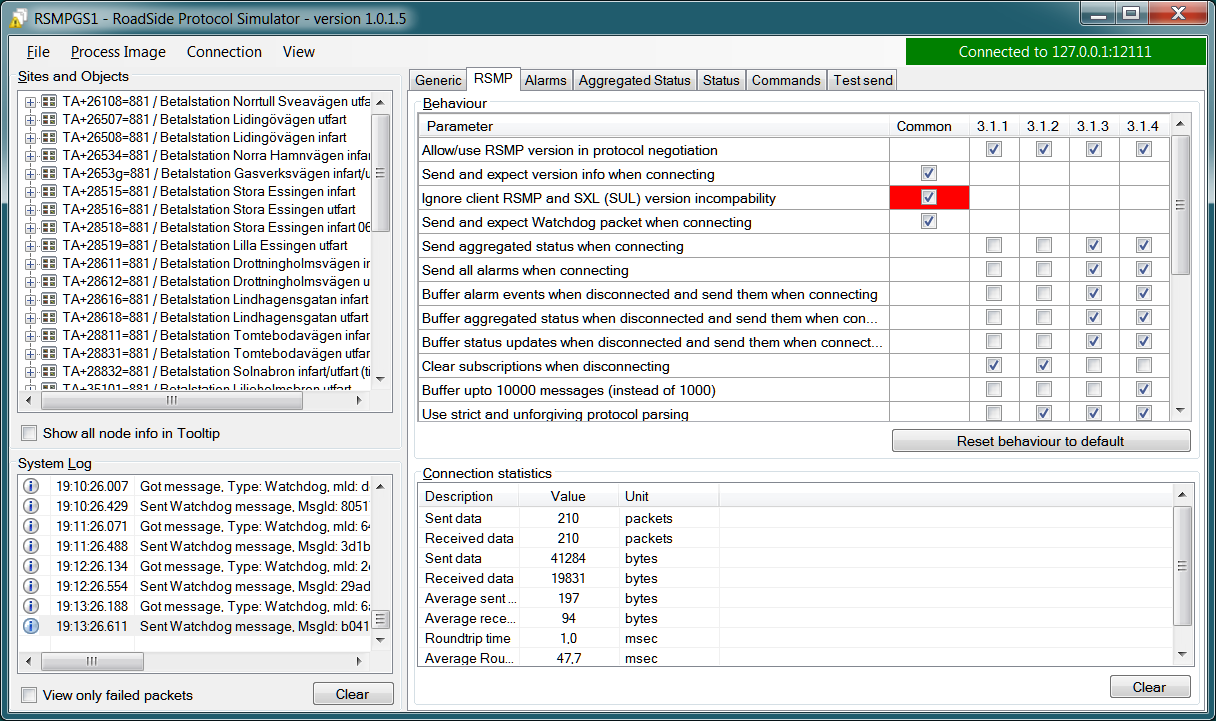 RSMPGS1 - RoadSide Protocol Simulator - version 1.0.1.5
File Process Image Connection View
Connected to 127.0.0.1:12111
Sites and Objects
TA+26108=881 / Betalstation Norrtull Sveavägen utfa
TA+26507=881 / Betalstation Lidingövägen utfart
TA+26508=881 / Betalstation Lidingövägen infart
TA+26534=881 / Betalstation Norra Hamnvägen infar
TA+2653g=881 / Betalstation Gasverksvägen infart/u
TA+28515=881 / Betalstation Stora Essingen infart
TA+28516=881 / Betalstation Stora Essingen utfart
TA+28518=881 / Betalstation Stora Essingen infart 06
TA+28519=881 / Betalstation Lilla Essingen utfart
TA+28611=881 / Betalstation Drottningholmsvägen in
TA+28612=881 / Betalstation Drottningholmsvägen u
TA+28616=881 / Betalstation Lindhagensgatan infart
TA+28618=881 / Betalstation Lindhagensgatan utfart
TA+28811=881 / Betalstation Tomtebodavägen infar
TA+28831=881 / Betalstation Tomtebodavägen utfar
TA+28832=881 / Betalstation Solnabron infart/utfart (ti
TA+35101=881 / Betalstation Liljeholmsbron utfart
Show all node info in Tooltip
System Log
19:10:26.007 Got message, Type: Watchdog, mId: d
19:10:26.429 Sent Watchdog message, MsgId: 8051
19:11:26.071 Got message, Type: Watchdog, mId: 64
19:11:26.488 Sent Watchdog message, MsgId: 3d1b
19:12:26.134 Got message, Type: Watchdog, mId: 2
19:12:26.554 Sent Watchdog message, MsgId: 29ad
19:13:26.188 Got message, Type: Watchdog, mId: 6a
19:13:26.611 Sent Watchdog message, MsgId: b041
View only failed packets
Clear
Generic RSMP Alarms Aggregated Status Status Commands Test send
Behaviour
Parameter Common 3.1.1 3.1.2 3.1.3 3.1.4
Allow/use RSMP version in protocol negotiation
Send and expect version info when connecting
Ignore client RSMP and SXL (SUL) version incompability
Send and expect Watchdog packet when connecting
Send aggregated status when connecting
Send all alarms when connecting
Buffer alarm events when disconnected and send them when connecting
Buffer aggregated status when disconnected and send them when con...
Buffer status updates when disconnected and send them when connect...
Clear subscriptions when disconnecting
Buffer upto 10000 messages (instead of 1000)
Use strict and unforgiving protocol parsing
Reset behaviour to default
Connection statistics
Description Value Unit
Sent data 210 packets
Received data 210 packets
Sent data 41284 bytes
Received data 19831 bytes
Average sent ... 197 bytes
Average rece... 94 bytes
Roundtrip time 1,0 msec
Average Rou... 47,7 msec
Clear